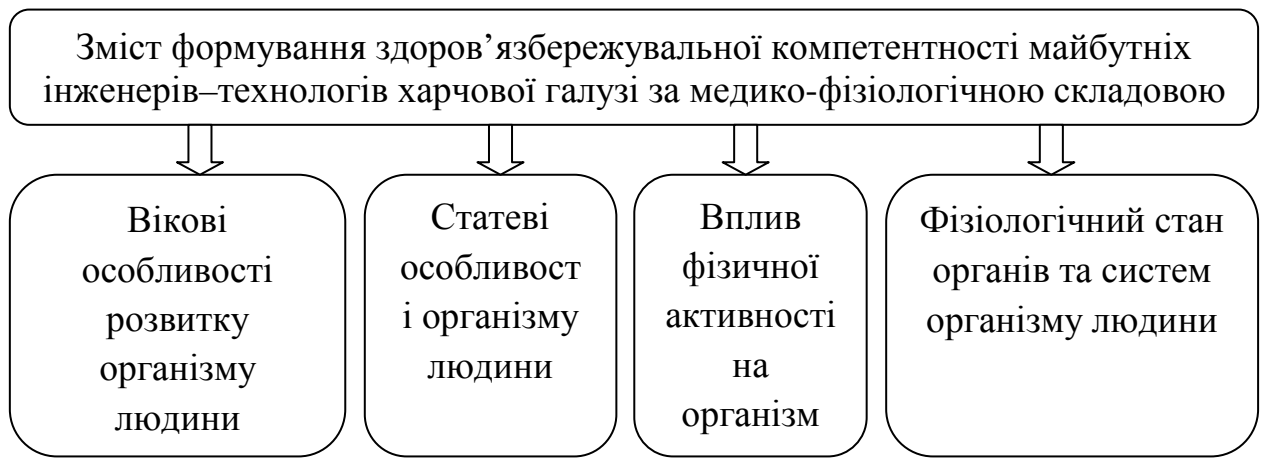 Зміст формування здоров’язбережувальної компетентності майбутніх
інженерів–технологів харчової галузі за медико-фізіологічною складовою
Вікові
особливості
розвитку
організму
людини
Статеві
особливост
і організму
людини
Вплив
фізичної
активності
на
організм
Фізіологічний стан
органів та систем
організму людини